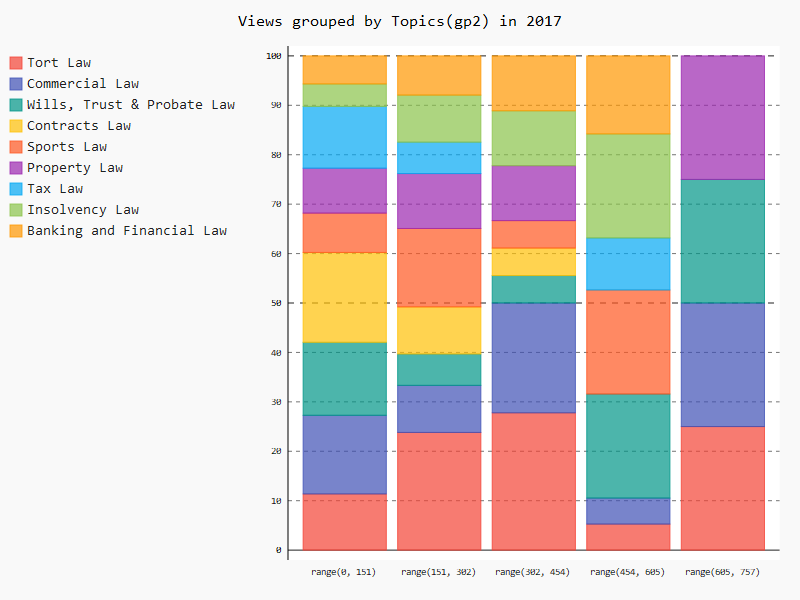 Views grouped by Topics(gp2) in 2017
Tort Law
Commercial Law
Wills, Trust & Probate Law
Contracts Law
Sports Law
Property Law
Tax Law
Insolvency Law
Banking and Financial Law
100
90
80
70
60
50
40
30
20
10
0
range(0, 151)
range(151, 302)
range(302, 454)
range(454, 605)
range(605, 757)